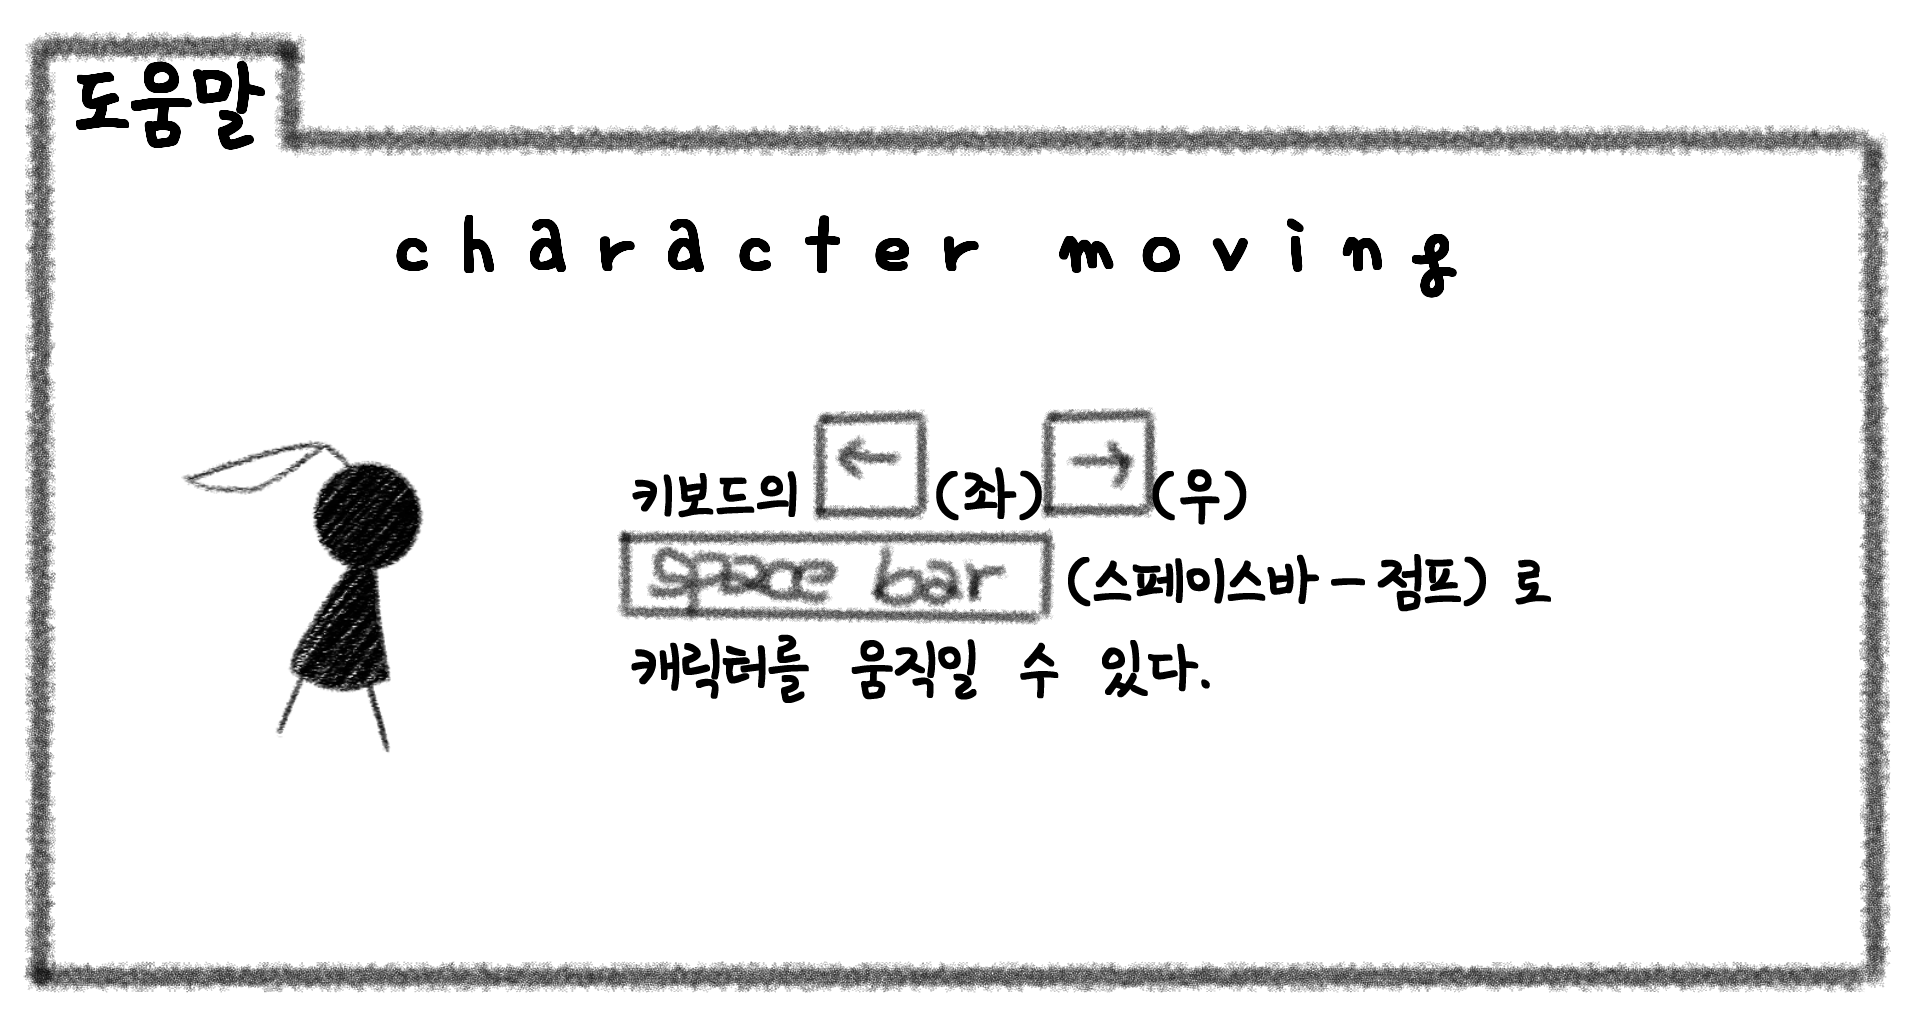 도움말
character moving
키보드의 ← (좌) → (우)
space bar (스페이스바 - 점프) 로
캐릭터를 움직일 수 있다.